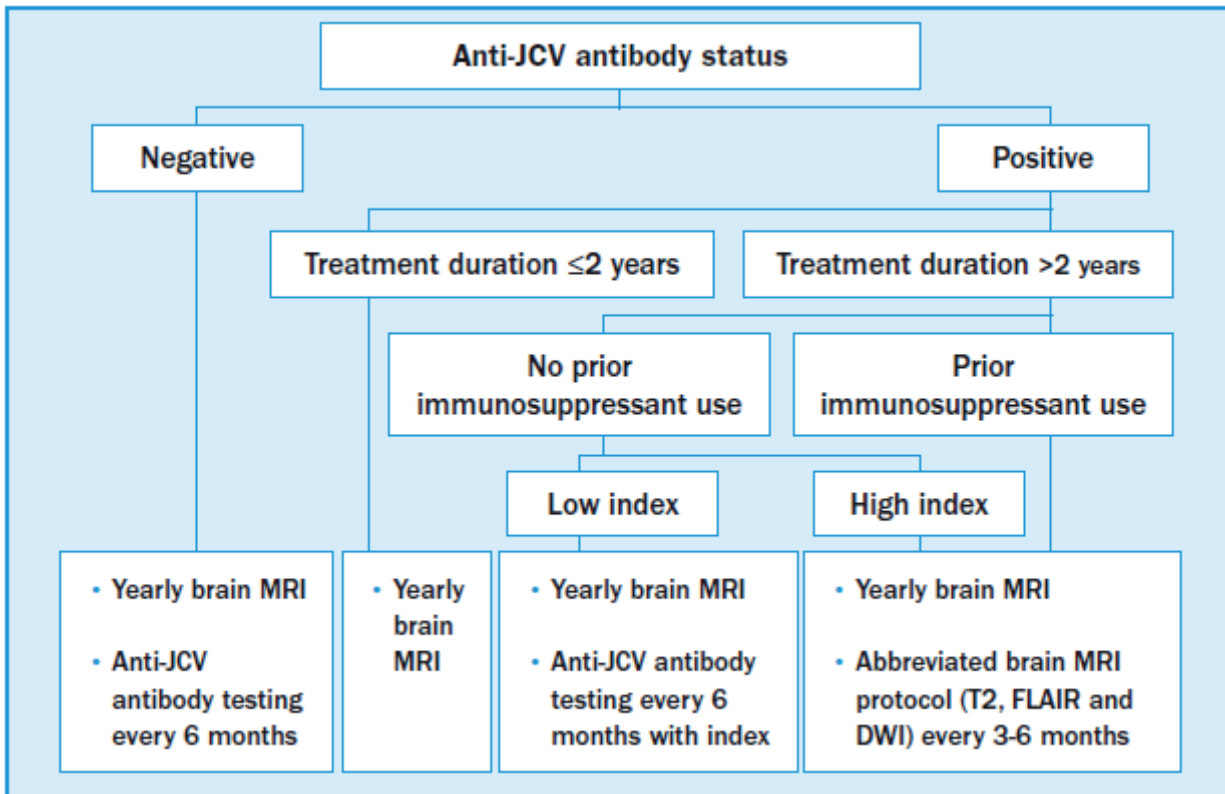 Anti-JCV antibody status
Negative
Positive
Treatment duration ≤2 years
Treatment duration >2 years
No prior
immunosuppressant use
Prior
immunosuppressant use
Low index
High index
• Yearly brain MRI
• Anti-JCV
antibody testing
every 6 months
• Yearly
brain
MRI
• Yearly brain MRI
• Anti-JCV antibody
testing every 6
months with index
• Yearly brain MRI
• Abbreviated brain MRI
protocol (T2, FLAIR and
DWI) every 3-6 months